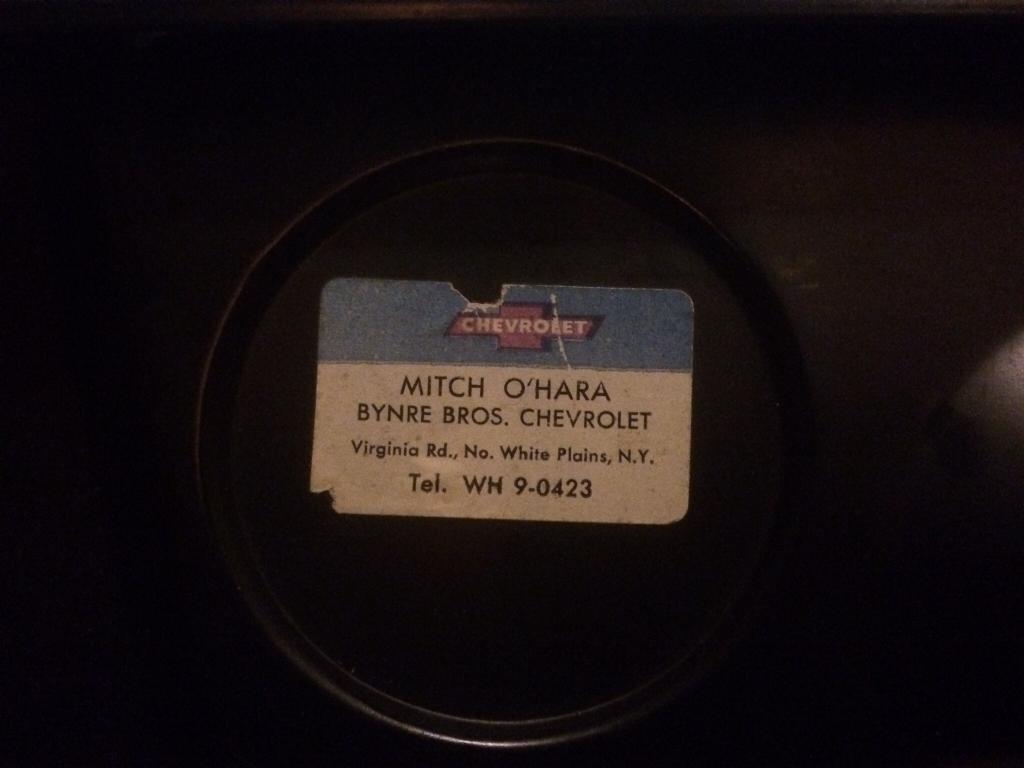 CHEVROLET
MITCH O'HARA
BYNRE BROS. CHEVROLET
Virginia Rd., No. White Plains, N.Y.
Tel. WH 9-0423